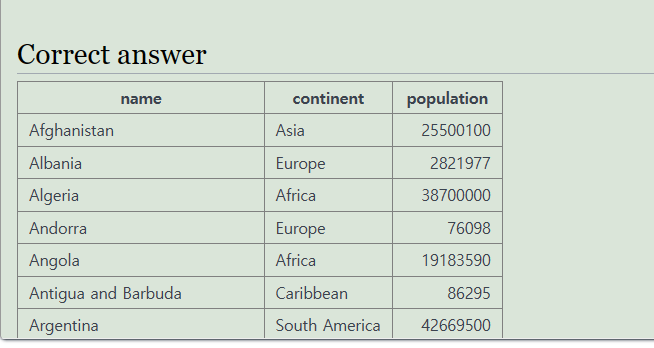 Correct answer
name continent population
Afghanistan Asia 25500100
Albania Europe 2821977
Algeria Africa 38700000
Andorra Europe 76098
Angola Africa 19183590
Antigua and Barbuda Caribbean 86295
Argentina South America 42669500